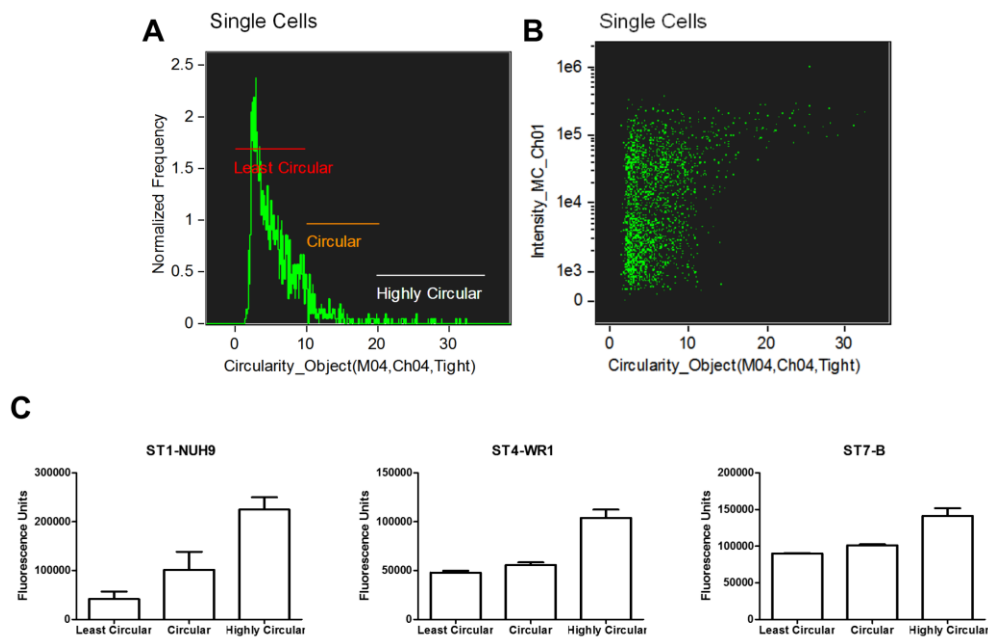 A
Single Cells
Normalized Frequency
2.5
2
1.5
1
0.5
0
Least Circular
Circular
Highly Circular
0 10 20 30
Circularity_Object(M04,Ch04,Tight)
B
Single Cells
Intensity_MC_Ch01
1e6
1e5
1e4
1e3
0
0 10 20 30
Circularity_Object(M04,Ch04,Tight)
C
ST1-NUH9
Fluorescence Units
300000
200000
100000
0
Least Circular Circular Highly Circular
ST4-WR1
Fluorescence Units
150000
100000
50000
0
Least Circular Circular Highly Circular
ST7-B
Fluorescence Units
200000
150000
100000
50000
0
Least Circular Circular Highly Circular